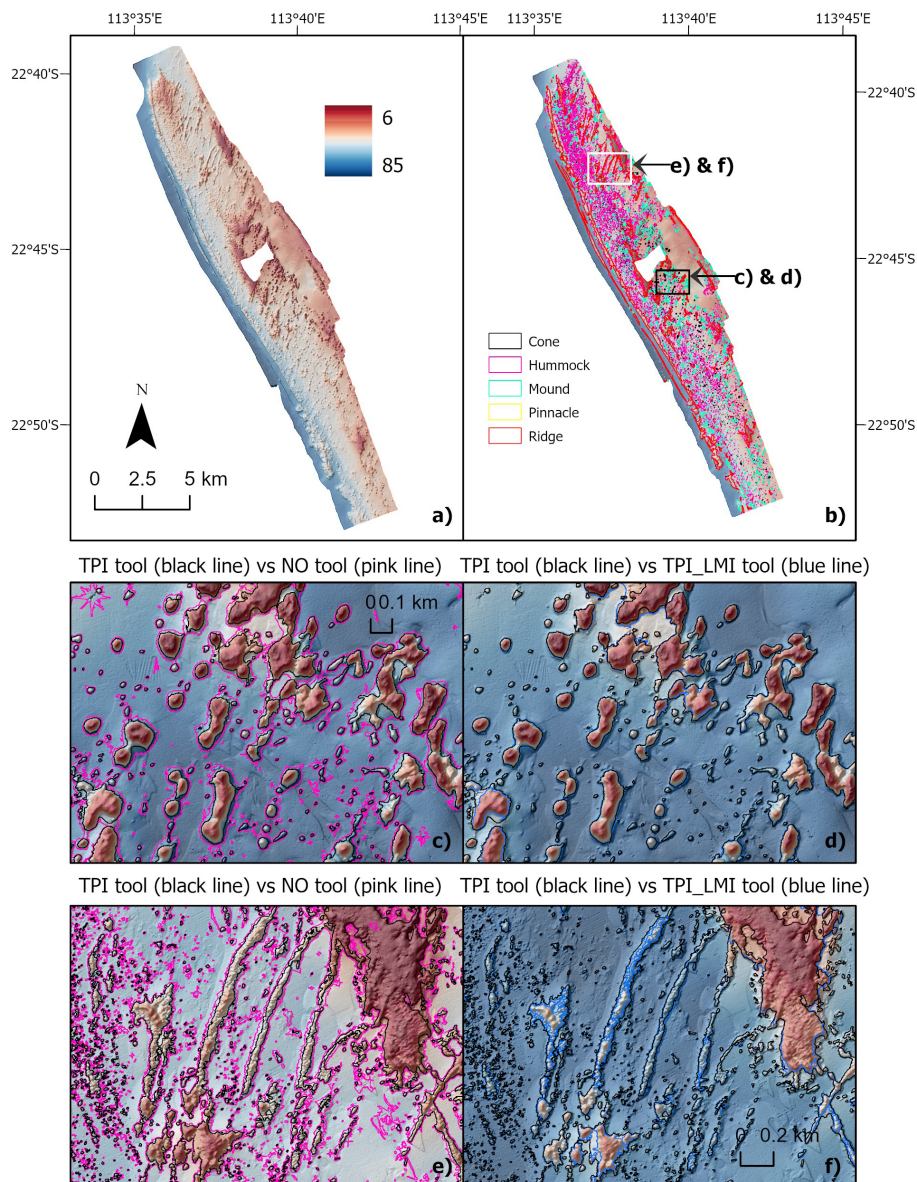 113°35'E 113°40'E 113°45'E 113°35'E 113°40'E 113°45'E
22°40'S
22°45'S
22°50'S
6
85
N
0 2.5 5 km
a)
22°40'S
22°45'S
22°50'S
e) & f)
c) & d)
Cone
Hummock
Mound
Pinnacle
Ridge
b)
TPI tool (black line) vs NO tool (pink line) TPI tool (black line) vs TPI_LMI tool (blue line)
0 0.1 km
c) d)
TPI tool (black line) vs NO tool (pink line) TPI tool (black line) vs TPI_LMI tool (blue line)
0 0.2 km
e) f)